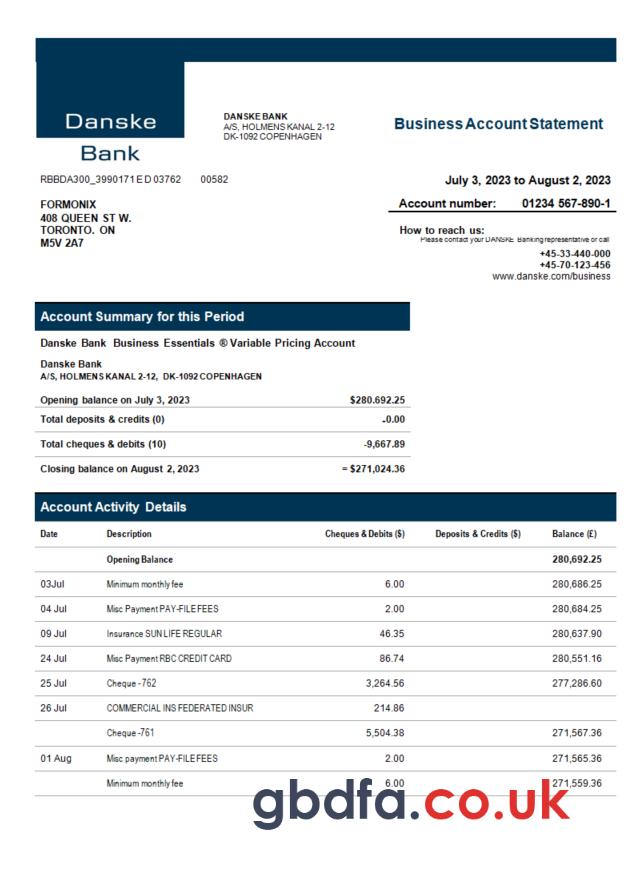 Danske
Bank
DANSKE BANK
A/S, HOLMENS KANAL 2-12
DK-1092 COPENHAGEN
Business Account Statement
RBBDA300_3990171 E D 03762 00582
July 3, 2023 to August 2, 2023
FORMONIX
408 QUEEN ST W.
TORONTO. ON
M5V 2A7
Account number: 01234 567-890-1
How to reach us:
Please contact your DANSKE Banking representative or call
+45-33-440-000
+45-70-123-456
www.danske.com/business
Account Summary for this Period
Danske Bank Business Essentials ® Variable Pricing Account
Danske Bank
A/S, HOLMENS KANAL 2-12, DK-1092 COPENHAGEN
Opening balance on July 3, 2023 $280.692.25
Total deposits & credits (0) -0.00
Total cheques & debits (10) -9,667.89
Closing balance on August 2, 2023 = $271,024.36
Account Activity Details
Date Description Cheques & Debits ($) Deposits & Credits ($) Balance (£)
Opening Balance 280,692.25
03Jul Minimum monthly fee 6.00 280,686.25
04 Jul Misc Payment PAY-FILE FEES 2.00 280,684.25
09 Jul Insurance SUN LIFE REGULAR 46.35 280,637.90
24 Jul Misc Payment RBC CREDIT CARD 86.74 280,551.16
25 Jul Cheque -762 3,264.56 277,286.60
26 Jul COMMERCIAL INS FEDERATED INSUR 214.86
Cheque -761 5,504.38 271,567.36
01 Aug Misc payment PAY-FILE FEES 2.00 271,565.36
Minimum monthly fee 6.00 271,559.36
gbdfa.co.uk